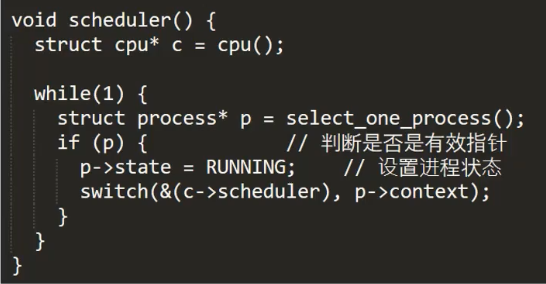 void scheduler() {
struct cpu* c = cpu();
while(1) {
struct process* p = select_one_process();
if (p) { // 判断是否是有效指针
p->state = RUNNING; // 设置进程状态
switch(&(c->scheduler), p->context);
}
}
}